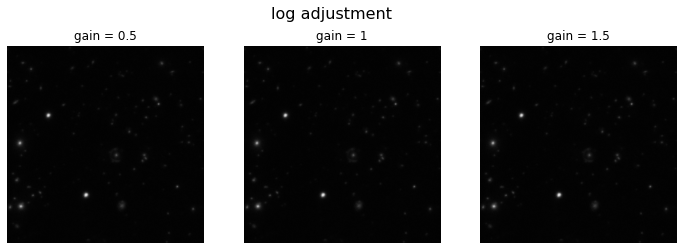 log adjustment
gain = 0.5
gain = 1
gain = 1.5